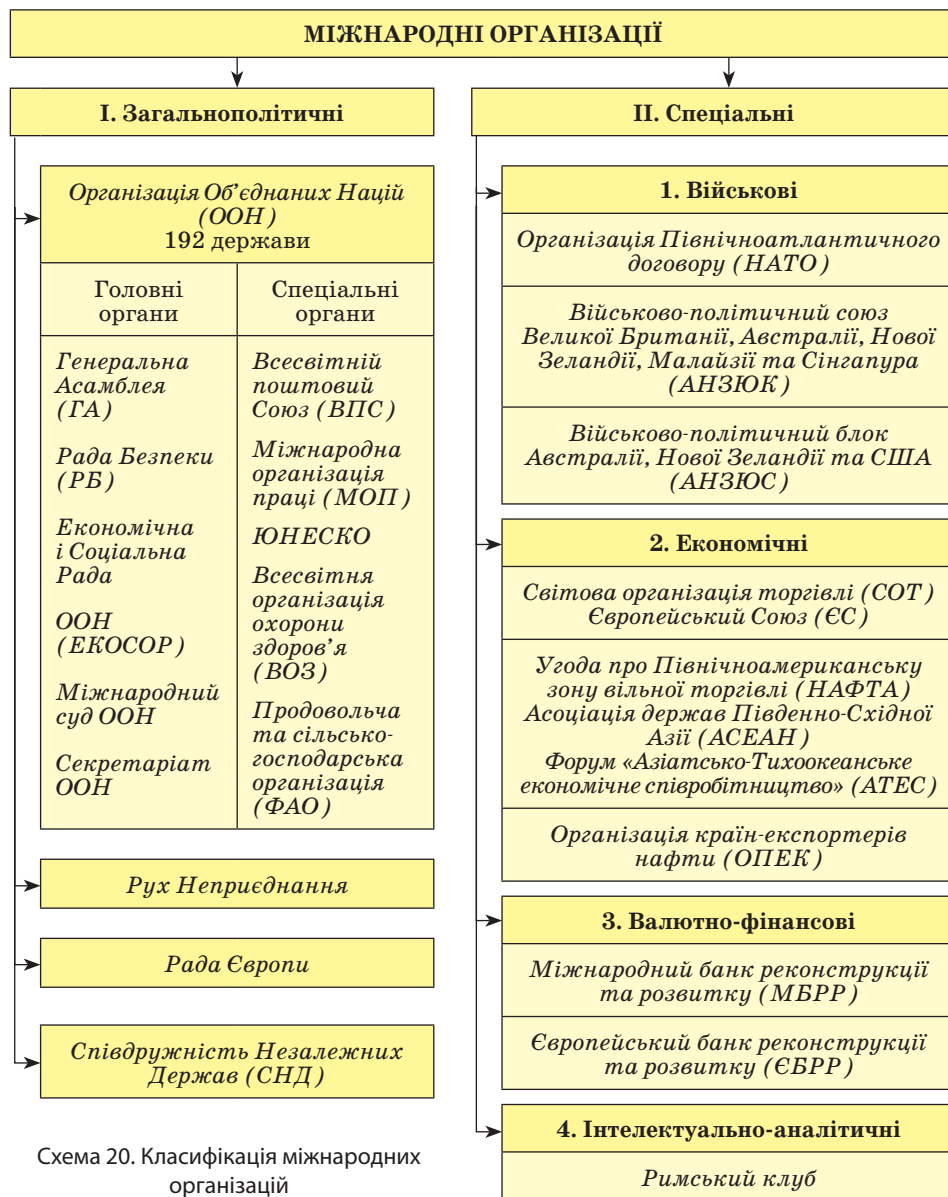 МІЖНАРОДНІ ОРГАНІЗАЦІЇ
І. Загальнополітичні
Організація Об’єднаних Націй
(ООН)
192 держави
Головні
органи
Генеральна
Асамблея
(ГА)
Рада Безпеки
(РБ)
Економічна
і Соціальна
Рада
ООН
(ЕКОСОР)
Міжнародний
суд ООН
Секретаріат
ООН
Спеціальні
органи
Всесвітній
поштовий
Союз (ВПС)
Міжнародна
організація
праці (МОП)
ЮНЕСКО
Всесвітня
організація
охорони
здоров’я
(ВОЗ)
Продовольча
та сільсько-
господарська
організація
(ФАО)
Рух Неприєднання
Рада Європи
Співдружність Незалежних
Держав (СНД)
Схема 20. Класифікація міжнародних
організацій
ІІ. Спеціальні
1. Військові
Організація Північноатлантичного
договору (НАТО)
Військово-політичний союз
Великої Британії, Австралії, Нової
Зеландії, Малайзії та Сінгапура
(АНЗЮК)
Військово-політичний блок
Австралії, Нової Зеландії та США
(АНЗЮС)
2. Економічні
Світова організація торгівлі (СОТ)
Європейський Союз (ЄС)
Угода про Північноамериканську
зону вільної торгівлі (НАФТА)
Асоціація держав Південно-Східної
Азії (АСЕАН)
Форум «Азіатсько-Тихоокеанське
економічне співробітництво» (АТЕС)
Організація країн-експортерів
нафти (ОПЕК)
3. Валютно-фінансові
Міжнародний банк реконструкції
та розвитку (МБРР)
Європейський банк реконструкції
та розвитку (ЄБРР)
4. Інтелектуально-аналітичні
Римський клуб